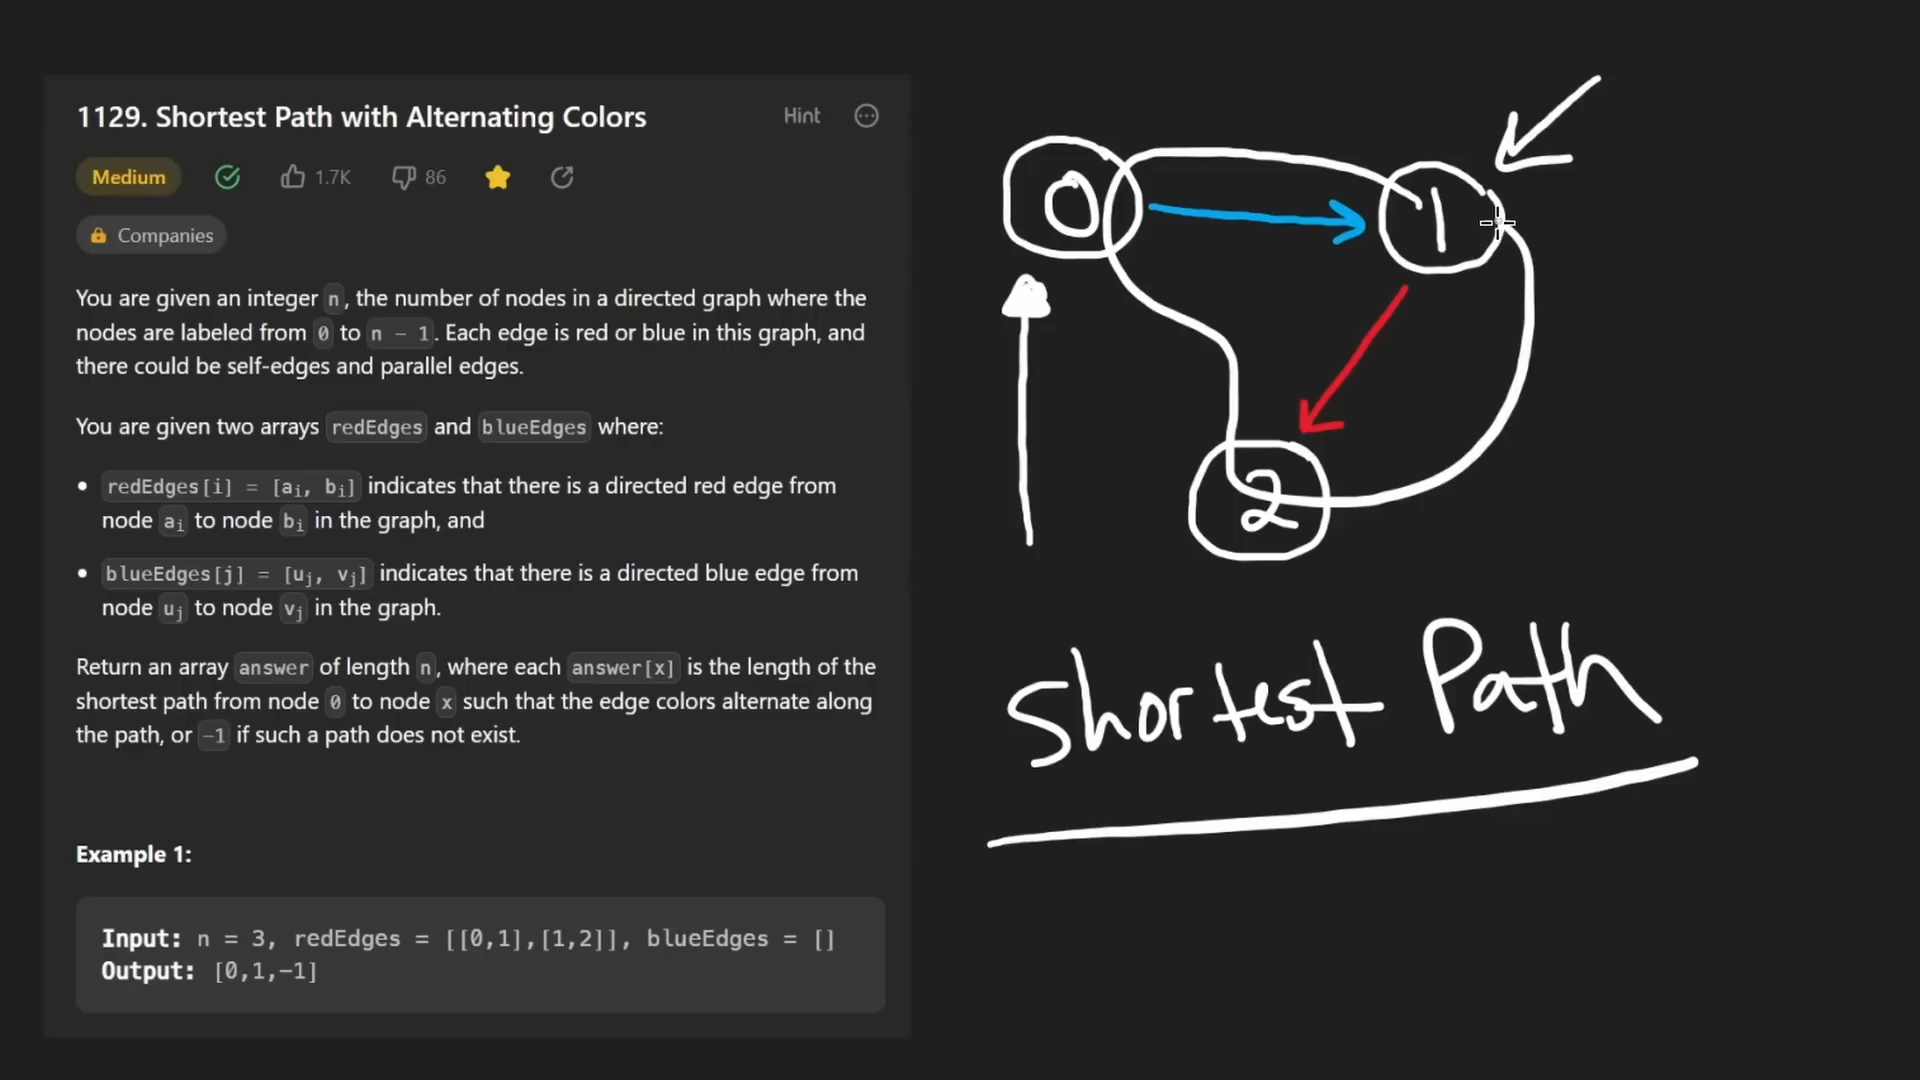 1129. Shortest Path with Alternating Colors
Hint
Medium
1.7K
86
Companies
You are given an integer n, the number of nodes in a directed graph where the
nodes are labeled from 0 to n - 1. Each edge is red or blue in this graph, and
there could be self-edges and parallel edges.
You are given two arrays redEdges and blueEdges where:
• redEdges[i] = [aᵢ, bᵢ] indicates that there is a directed red edge from
node aᵢ to node bᵢ in the graph, and
• blueEdges[j] = [uⱼ, vⱼ] indicates that there is a directed blue edge from
node uⱼ to node vⱼ in the graph.
Return an array answer of length n, where each answer[x] is the length of the
shortest path from node 0 to node x such that the edge colors alternate along
the path, or -1 if such a path does not exist.
Example 1:
Input: n = 3, redEdges = [[0,1],[1,2]], blueEdges = []
Output: [0,1,-1]
0
1
2
Shortest Path